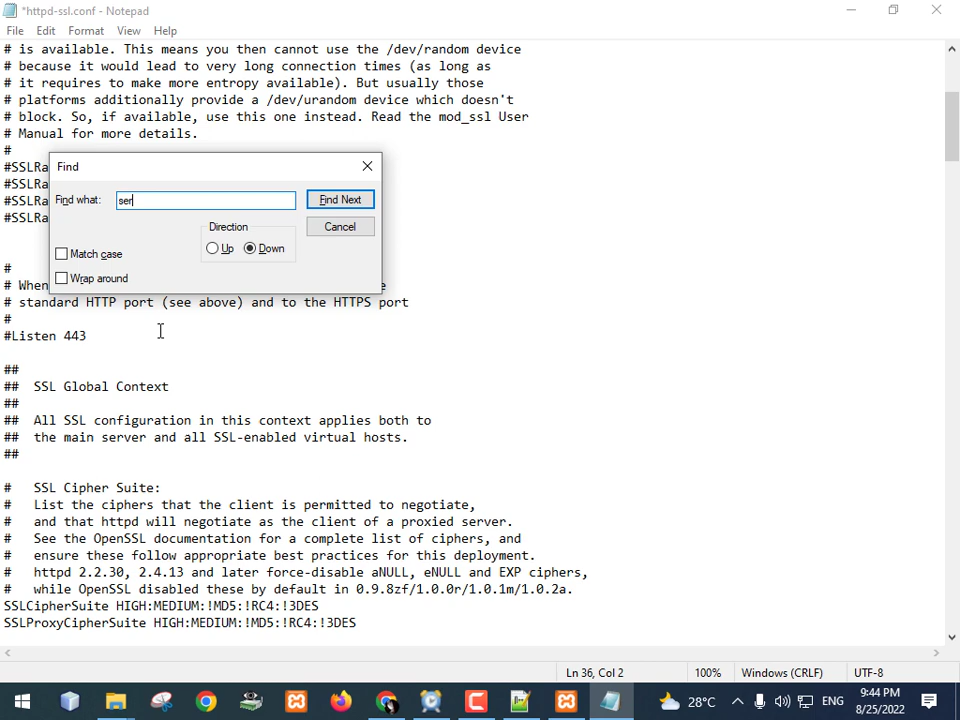 *httpd-ssl.conf - Notepad
File Edit Format View Help
# is available. This means you then cannot use the /dev/random device
# because it would lead to very long connection times (as long as
# it requires to make more entropy available). But usually those
# platforms additionally provide a /dev/urandom device which doesn't
# block. So, if available, use this one instead. Read the mod_ssl User
# Manual for more details.
#
#SSLRa
#SSLRa
#SSLRa
#SSLRa
Find
Find what: ser
Find Next
Direction
Cancel
Up Down
Match case
Wrap around
#
# When
# standard HTTP port (see above) and to the HTTPS port
#
#Listen 443
##
## SSL Global Context
##
## All SSL configuration in this context applies both to
## the main server and all SSL-enabled virtual hosts.
##
# SSL Cipher Suite:
# List the ciphers that the client is permitted to negotiate,
# and that httpd will negotiate as the client of a proxied server.
# See the OpenSSL documentation for a complete list of ciphers, and
# ensure these follow appropriate best practices for this deployment.
# httpd 2.2.30, 2.4.13 and later force-disable aNULL, eNULL and EXP ciphers,
# while OpenSSL disabled these by default in 0.9.8zf/1.0.0r/1.0.1m/1.0.2a.
SSLCipherSuite HIGH:MEDIUM:!MD5:!RC4:!3DES
SSLProxyCipherSuite HIGH:MEDIUM:!MD5:!RC4:!3DES
Ln 36, Col 2 100% Windows (CRLF) UTF-8
28°C ENG 9:44 PM
8/25/2022